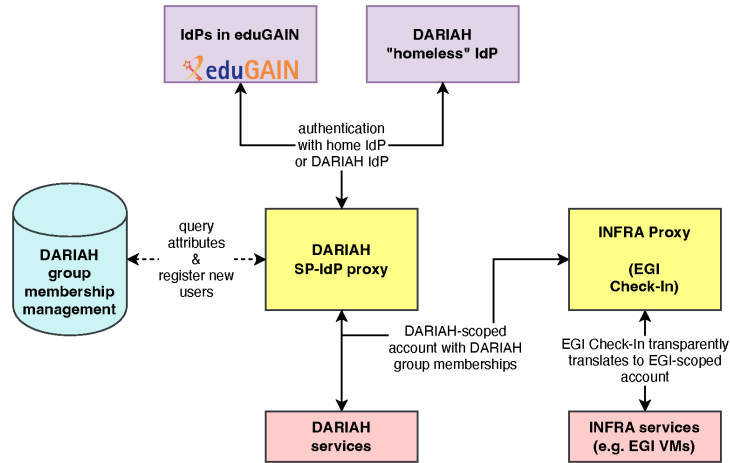 IdPs in eduGAIN
eduGAIN
DARIAH
"homeless" IdP
authentication
with home IdP
or DARIAH IdP
DARIAH
group
membership
management
query
attributes
&
register new
users
DARIAH
SP-IdP proxy
INFRA Proxy
(EGI
Check-In)
DARIAH-scoped
account with DARIAH
group memberships
EGI Check-In transparently
translates to EGI-scoped
account
DARIAH
services
INFRA services
(e.g. EGI VMs)